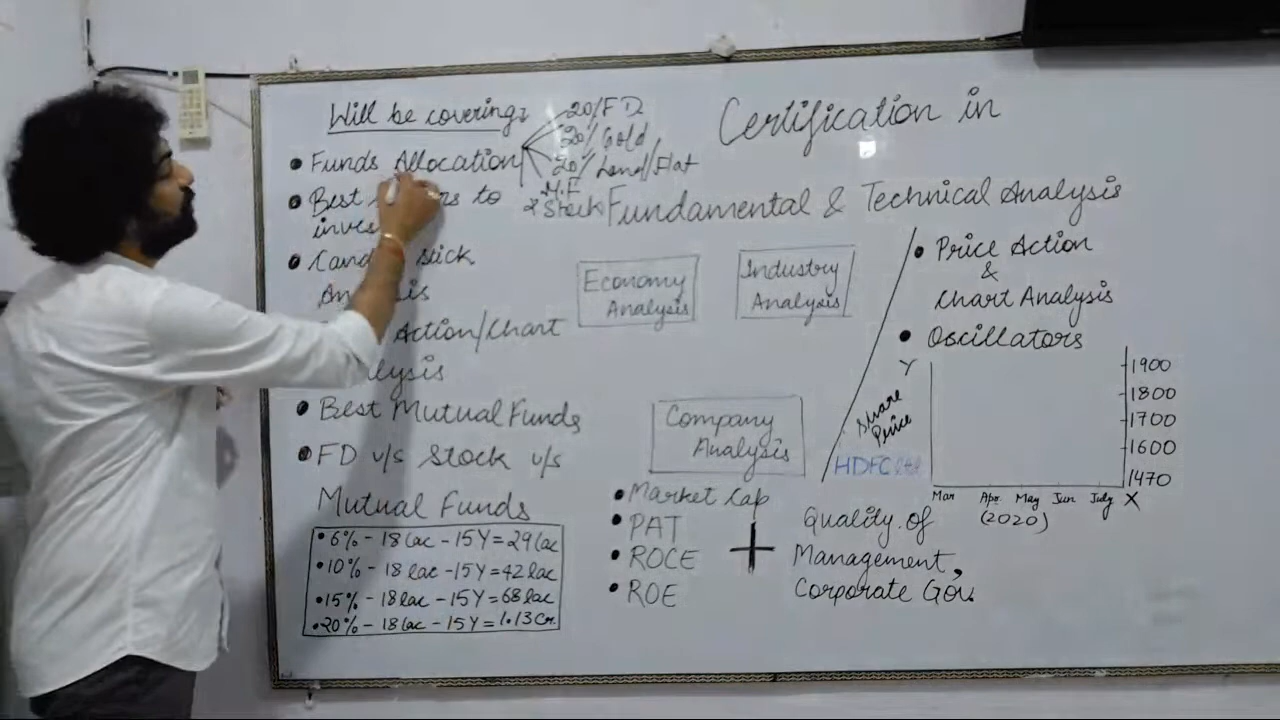 Will be covering:
• Funds Allocation
20/FD
20% Gold
20% Land/Flat
M.F
& Stock
• Best to
• stick
Action/Chart
• Best Mutual Funds
• FD v/s Stock v/s
Mutual Funds
• 6% - 18 lac - 15Y = 29 lac
• 10% - 18 lac - 15Y = 42 lac
• 15% - 18 lac - 15Y = 68 lac
• 20% - 18 lac - 15Y = 1.13 Cr.
Certification in
Fundamental & Technical Analysis
Economy
Analysis
Industry
Analysis
Company
Analysis
• Market Cap
• PAT
• ROCE
• ROE
+
Quality of
Management,
Corporate Gov.
• Price Action
&
Chart Analysis
• Oscillators
Y
Share
Price
HDFC
1900
1800
1700
1600
1470
Mar Apr May Jun July X
(2020)